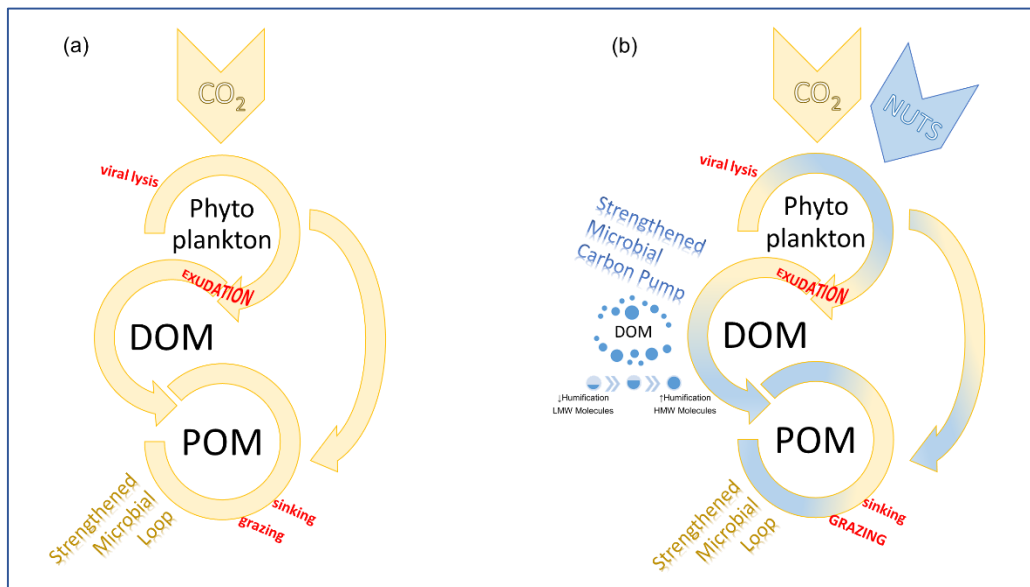 (a)
CO2
viral lysis
Phyto
plankton
EXUDATION
DOM
POM
sinking
grazing
Strengthened
Microbial
Loop
(b)
CO2
NUTS
viral lysis
Phyto
plankton
Strengthened
Microbial
Carbon Pump
EXUDATION
DOM
DOM
↓Humification
LMW Molecules
↑Humification
HMW Molecules
POM
sinking
GRAZING
Strengthened
Microbial
Loop